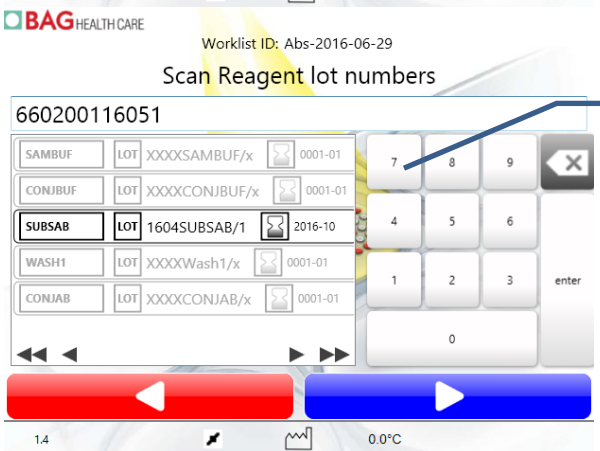 BAG HEALTH CARE
Worklist ID: Abs-2016-06-29
Scan Reagent lot numbers
660200116051
SAMBUF LOT XXXXSAMBUF/x 0001-01
CONJBUF LOT XXXXCONJBUF/x 0001-01
SUBSAB LOT 1604SUBSAB/1 2016-10
WASH1 LOT XXXXWash1/x 0001-01
CONJAB LOT XXXXCONJAB/x 0001-01
7 8 9
4 5 6
1 2 3 enter
0
1.4 0.0°C